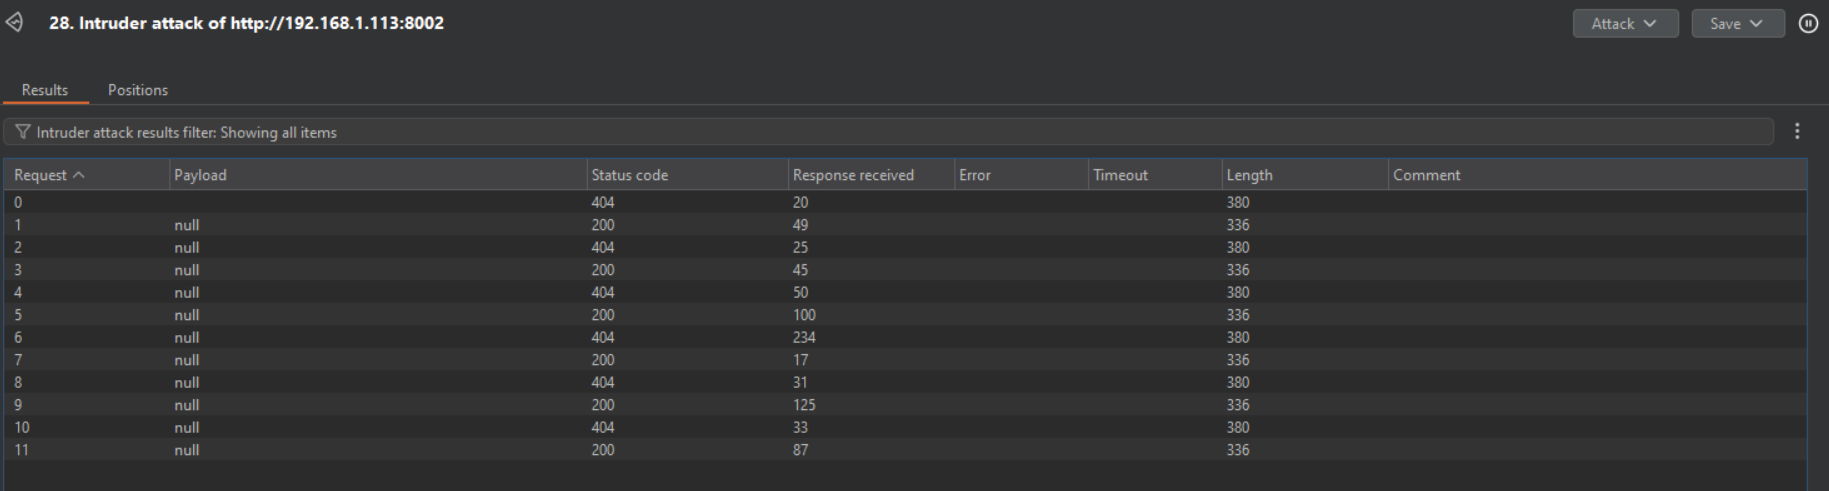 28. Intruder attack of http://192.168.1.113:8002
Attack
Save
Results Positions
Intruder attack results filter: Showing all items
Request Payload Status code Response received Error Timeout Length Comment
0 404 20 380
1 null 200 49 336
2 null 404 25 380
3 null 200 45 336
4 null 404 50 380
5 null 200 100 336
6 null 404 234 380
7 null 200 17 336
8 null 404 31 380
9 null 200 125 336
10 null 404 33 380
11 null 200 87 336